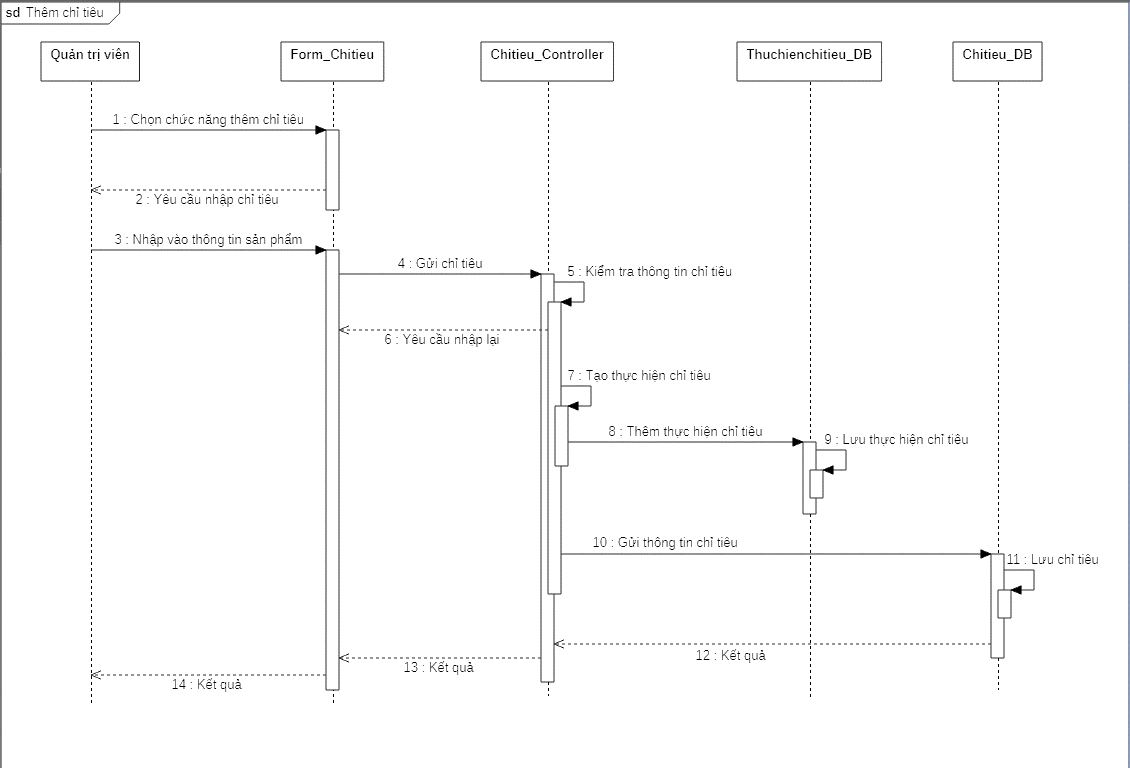 sd Thêm chỉ tiêu
Quản trị viên
Form_Chitieu
Chitieu_Controller
Thuchienchitieu_DB
Chitieu_DB
1 : Chọn chức năng thêm chỉ tiêu
2 : Yêu cầu nhập chỉ tiêu
3 : Nhập vào thông tin sản phẩm
4 : Gửi chỉ tiêu
5 : Kiểm tra thông tin chỉ tiêu
6 : Yêu cầu nhập lại
7 : Tạo thực hiện chỉ tiêu
8 : Thêm thực hiện chỉ tiêu
9 : Lưu thực hiện chỉ tiêu
10 : Gửi thông tin chỉ tiêu
11 : Lưu chỉ tiêu
12 : Kết quả
13 : Kết quả
14 : Kết quả